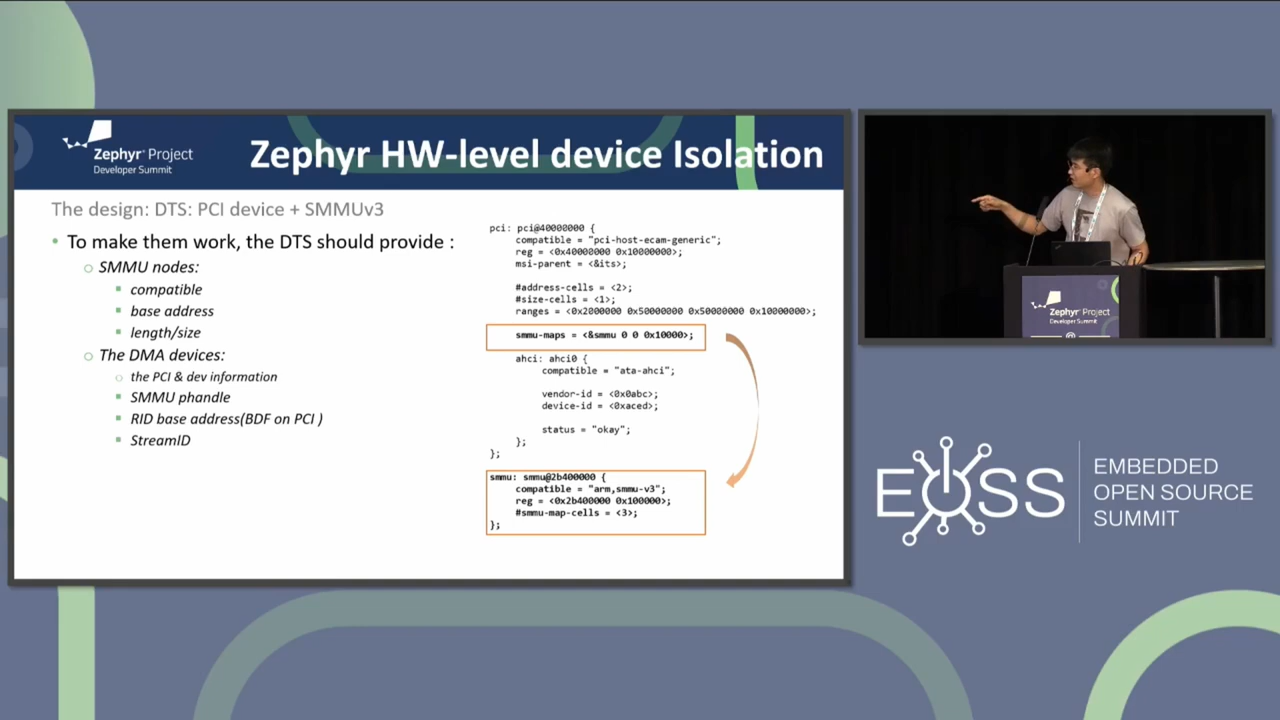 Zephyr® Project
Developer Summit
Zephyr HW-level device Isolation
The design: DTS: PCI device + SMMUv3
To make them work, the DTS should provide :
SMMU nodes:
compatible
base address
length/size
The DMA devices:
the PCI & dev information
SMMU phandle
RID base address(BDF on PCI )
StreamID
pci: pci@40000000 {
compatible = "pci-host-ecam-generic";
reg = <0x40000000 0x10000000>;
msi-parent = <&its>;
#address-cells = <2>;
#size-cells = <1>;
ranges = <0x2000000 0x50000000 0x50000000 0x10000000>;
smmu-maps = <&smmu 0 0 0x10000>;
ahci: ahci0 {
compatible = "ata-ahci";
vendor-id = <0x0abc>;
device-id = <0xaced>;
status = "okay";
};
};
smmu: smmu@2b400000 {
compatible = "arm,smmu-v3";
reg = <0x2b400000 0x100000>;
#smmu-map-cells = <3>;
};
Zephyr Project
Developer Summit
EOSS
EMBEDDED
OPEN SOURCE
SUMMIT